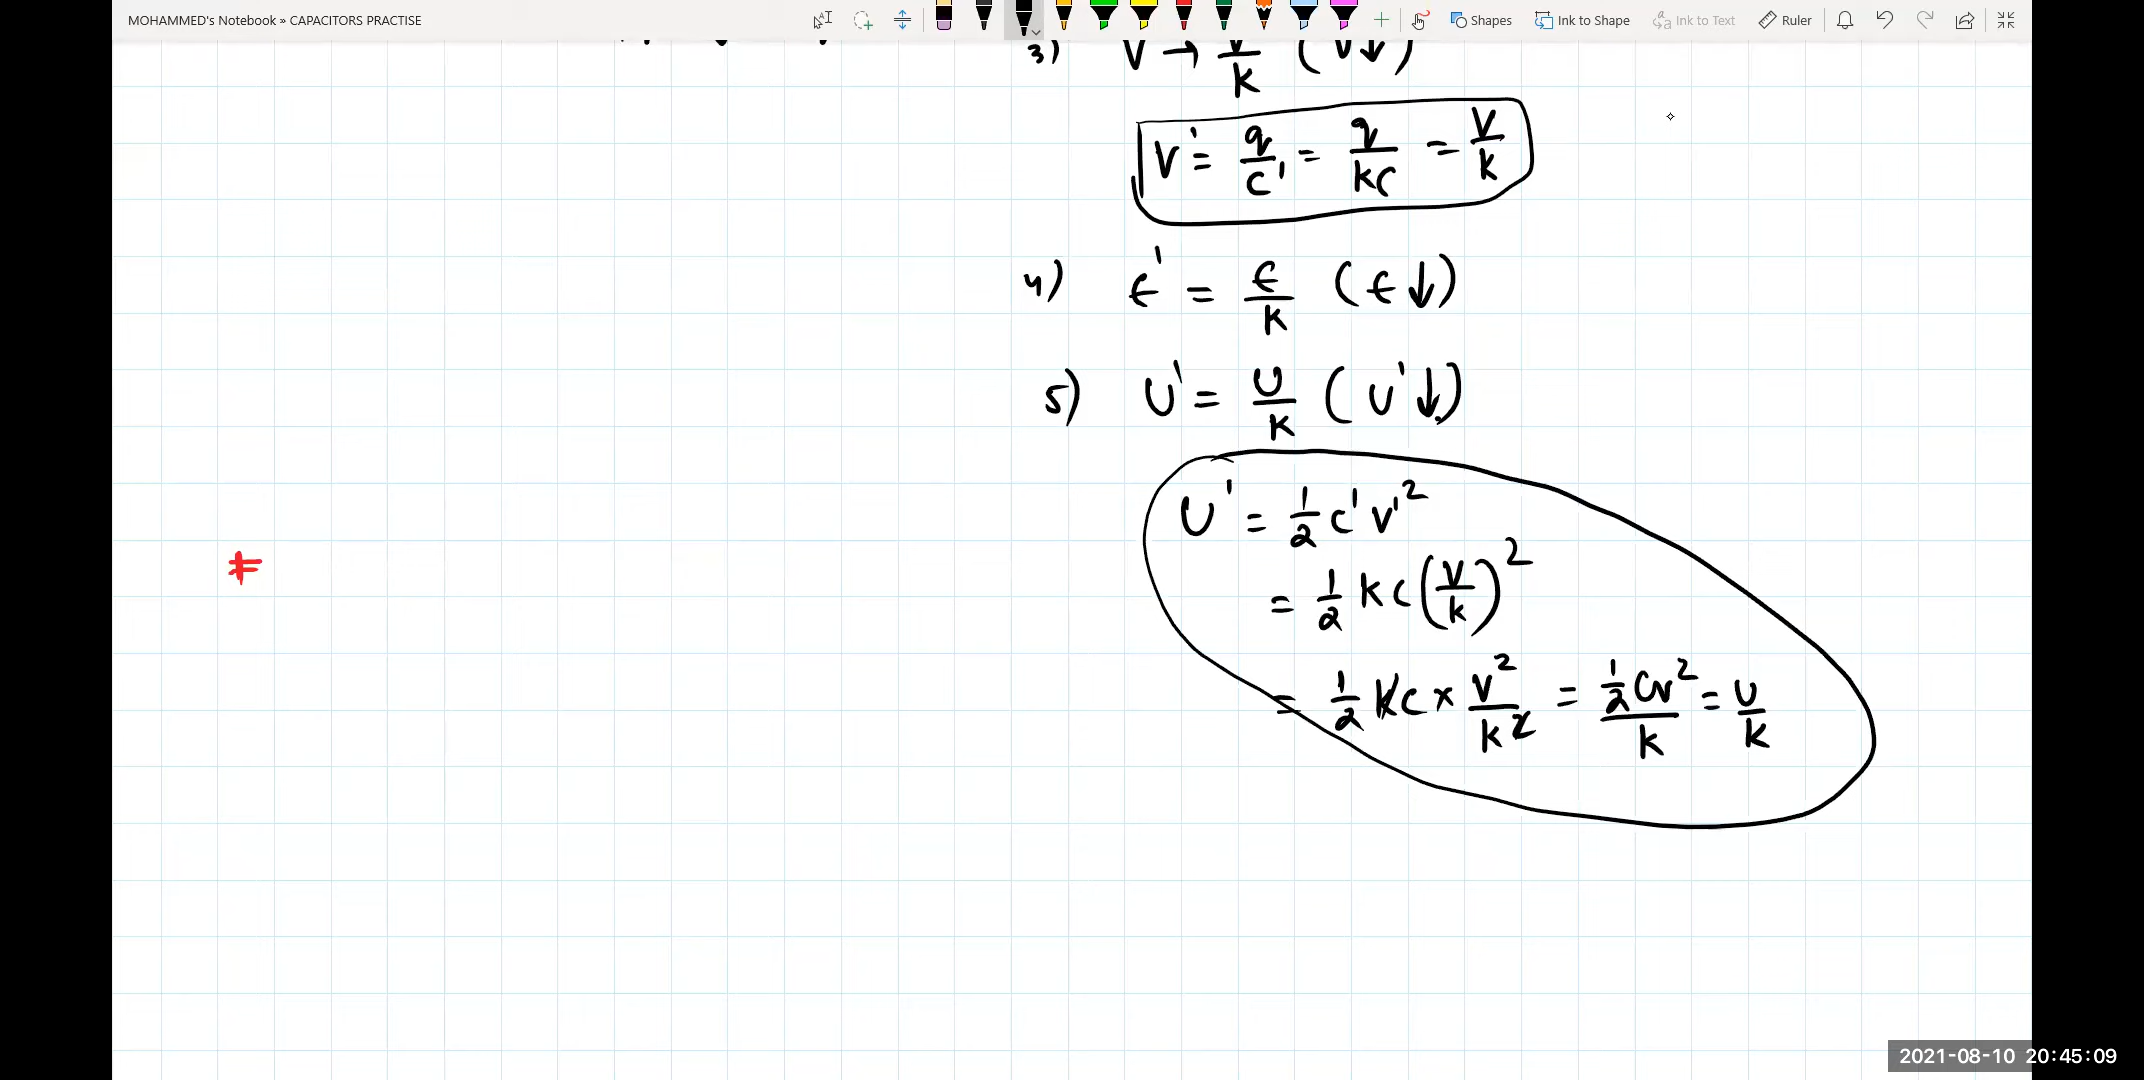 MOHAMMED's Notebook » CAPACITORS PRACTISE
Shapes Ink to Shape Ink to Text Ruler
3) V → V/k (V↓)
V' = q/c' = q/kc = V/k
4) E' = E/k (E↓)
5) U' = U/k (U'↓)
U' = 1/2 c' v'²
= 1/2 kc (v/k)²
= 1/2 kc × v²/k² = 1/2 cv²/k = U/k
2021-08-10 20:45:09